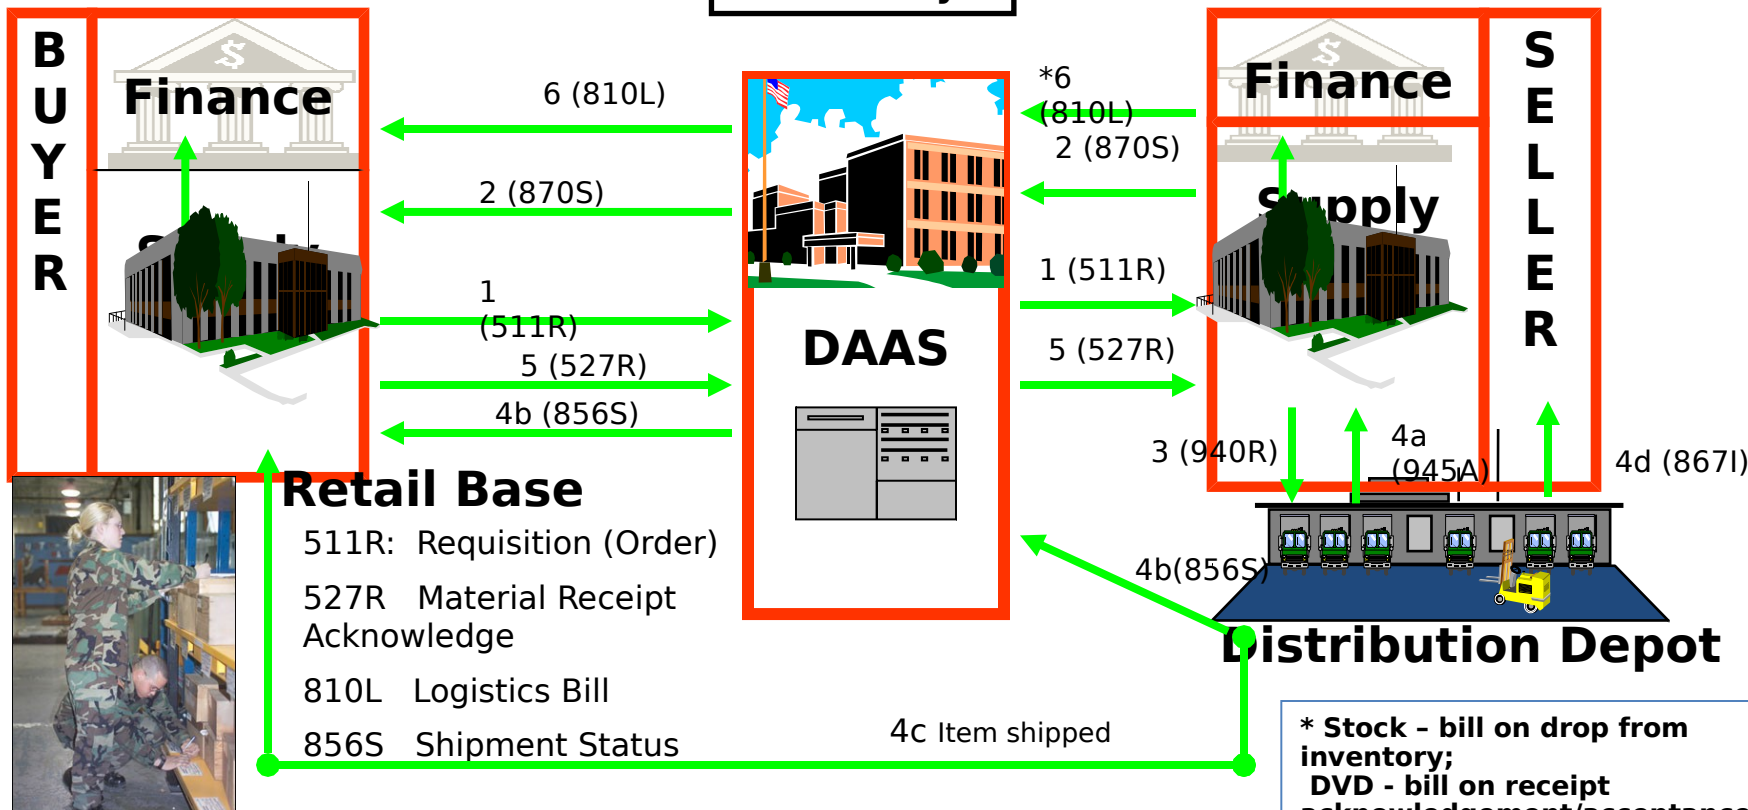 B
U
Y
E
R
Finance
6 (810L)
2 (870S)
1
(511R)
5 (527R)
4b (856S)
DAAS
*6
(810L)
2 (870S)
1 (511R)
5 (527R)
Finance
Supply
S
E
L
L
E
R
3 (940R)
4a
(945A)
4d (867I)
4b(856S)
Distribution Depot
Retail Base
511R:  Requisition (Order)
527R   Material Receipt
Acknowledge
810L   Logistics Bill
856S   Shipment Status
4c Item shipped
* Stock – bill on drop from
inventory;
DVD - bill on receipt
acknowledgement/acceptance